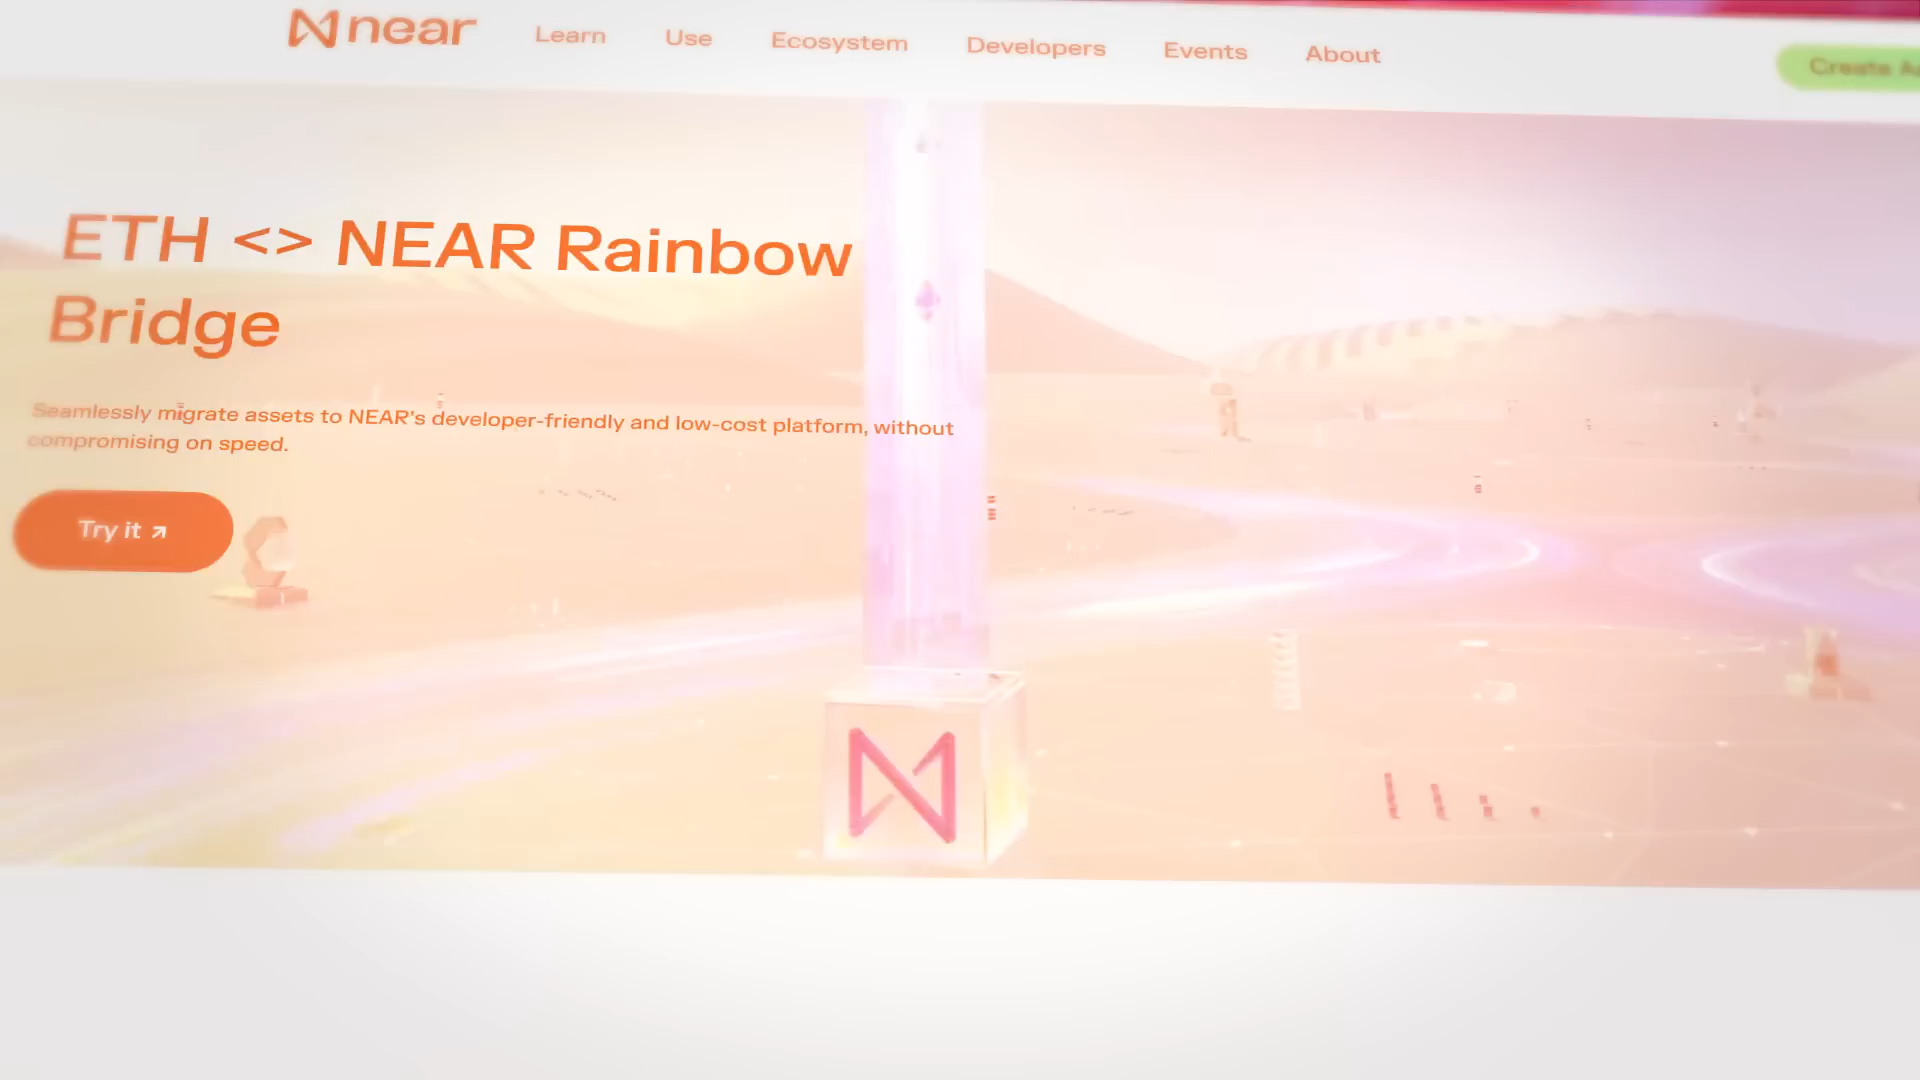 near
Learn Use Ecosystem Developers Events About
Create
ETH <> NEAR Rainbow
Bridge
Seamlessly migrate assets to NEAR's developer-friendly and low-cost platform, without
compromising on speed.
Try it ↗